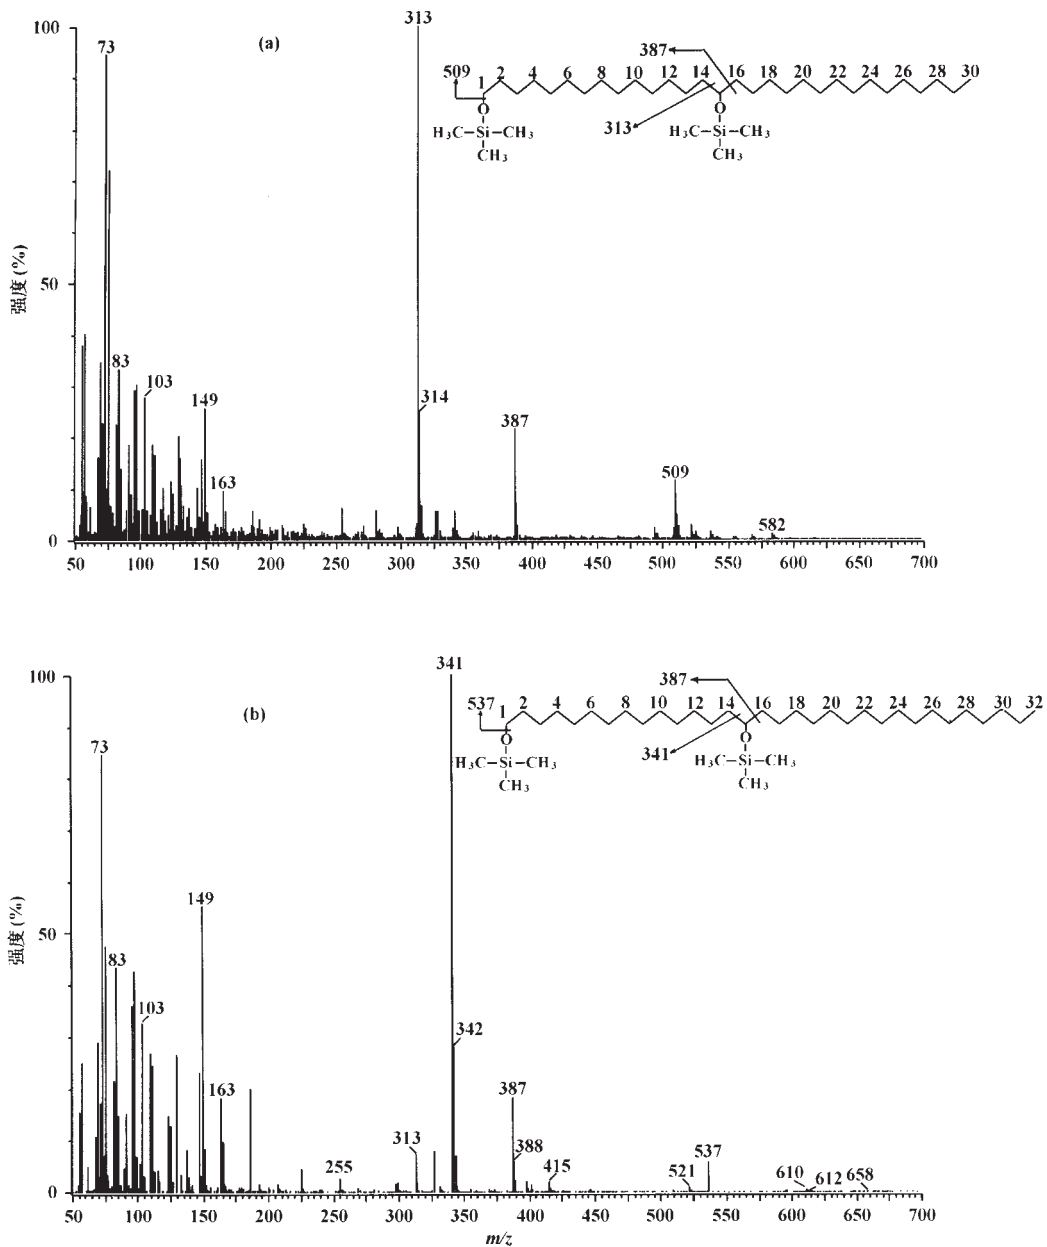 100
313
(a)
73
387
509
1 2 4 6 8 10 12 14 16 18 20 22 24 26 28 30
313
O
H₃C–Si–CH₃
CH₃
O
H₃C–Si–CH₃
CH₃
强度 (%)
50
83
103
149
314
387
163
509
582
0
50 100 150 200 250 300 350 400 450 500 550 600 650 700
100
341
(b)
73
387
537
1 2 4 6 8 10 12 14 16 18 20 22 24 26 28 30 32
341
O
H₃C–Si–CH₃
CH₃
O
H₃C–Si–CH₃
CH₃
强度 (%)
50
149
83
103
342
163
387
313
388
255
415
537
521
610
612
658
0
50 100 150 200 250 300 350 400 450 500 550 600 650 700
m/z